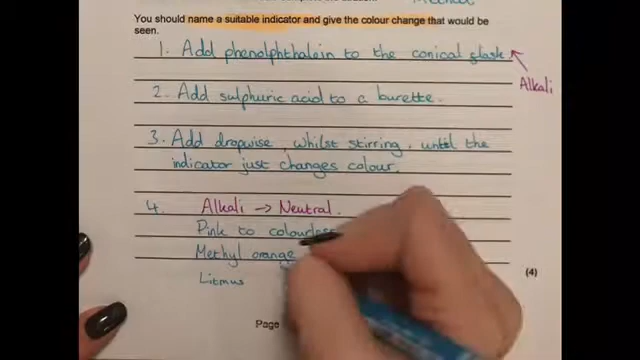 You should name a suitable indicator and give the colour change that would be
seen.
1. Add phenolphthalein to the conical flask
Alkali
2. Add sulphuric acid to a burette.
3. Add dropwise, whilst stirring, until the
indicator just changes colour.
4. Alkali → Neutral.
Pink to colourless
Methyl orange
(4)
Litmus
Page